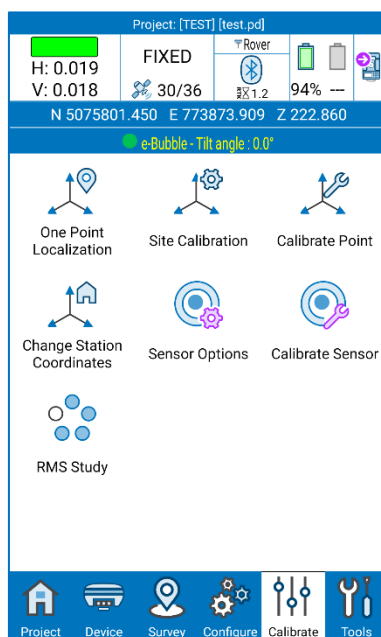 Project: [TEST] [test.pd]
H: 0.019
V: 0.018
FIXED
30/36
Rover
1.2
94% ---
N 5075801.450 E 773873.909 Z 222.860
e-Bubble - Tilt angle : 0.0°
One Point
Localization
Site Calibration
Calibrate Point
Change Station
Coordinates
Sensor Options
Calibrate Sensor
RMS Study
Project Device Survey Configure Calibrate Tools